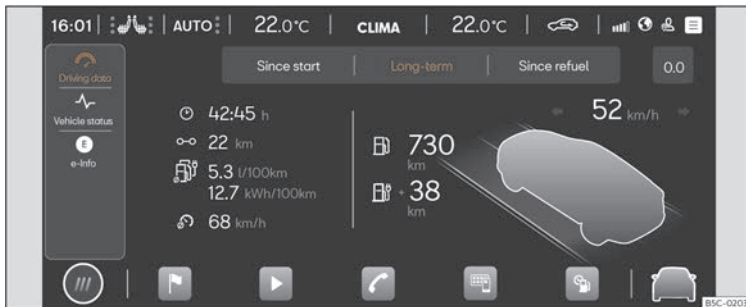 16:01 AUTO 22.0°C CLIMA 22.0°C
Driving data
Vehicle status
E
e-Info
Since start Long-term Since refuel 0.0
42:45 h
22 km
5.3 l/100km
12.7 kWh/100km
68 km/h
730
km
+38
km
52 km/h
BSC-0203